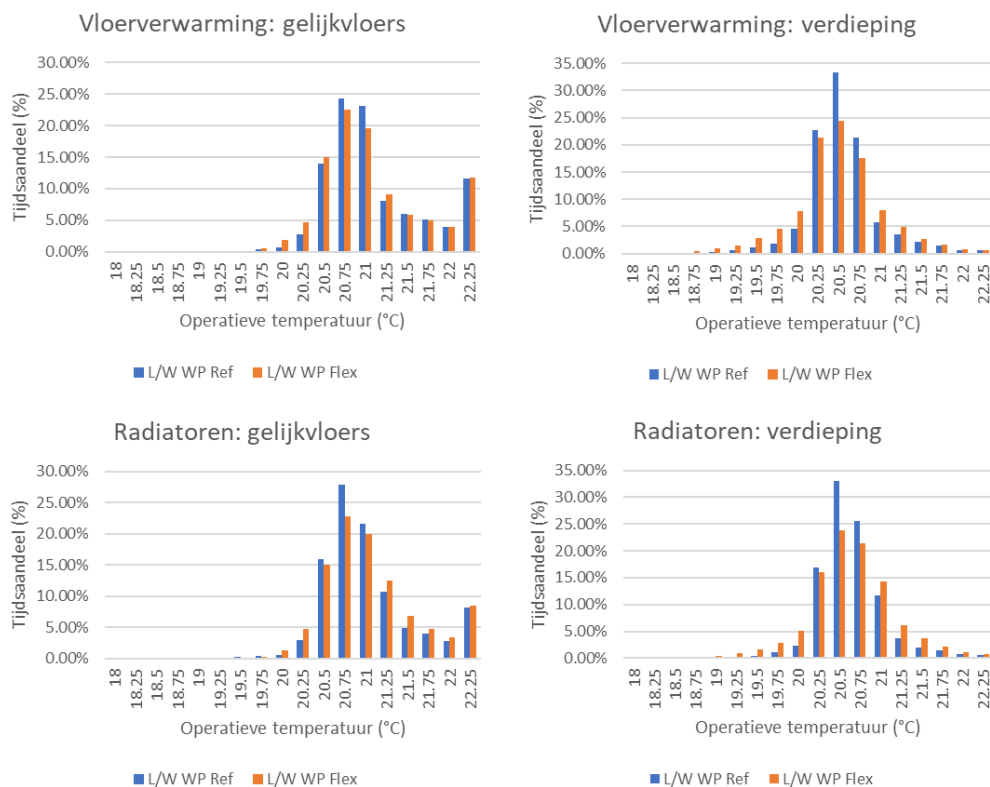 Vloerverwarming: gelijkvloers
30.00%
25.00%
20.00%
15.00%
10.00%
5.00%
0.00%
Tijdsaandeel (%)
18 18.25 18.5 18.75 19 19.25 19.5 19.75 20 20.25 20.5 20.75 21 21.25 21.5 21.75 22 22.25
Operatieve temperatuur (°C)
L/W WP Ref L/W WP Flex
Vloerverwarming: verdieping
35.00%
30.00%
25.00%
20.00%
15.00%
10.00%
5.00%
0.00%
Tijdsaandeel (%)
18 18.25 18.5 18.75 19 19.25 19.5 19.75 20 20.25 20.5 20.75 21 21.25 21.5 21.75 22 22.25
Operatieve temperatuur (°C)
L/W WP Ref L/W WP Flex
Radiatoren: gelijkvloers
30.00%
25.00%
20.00%
15.00%
10.00%
5.00%
0.00%
Tijdsaandeel (%)
18 18.25 18.5 18.75 19 19.25 19.5 19.75 20 20.25 20.5 20.75 21 21.25 21.5 21.75 22 22.25
Operatieve temperatuur (°C)
L/W WP Ref L/W WP Flex
Radiatoren: verdieping
35.00%
30.00%
25.00%
20.00%
15.00%
10.00%
5.00%
0.00%
Tijdsaandeel (%)
18 18.25 18.5 18.75 19 19.25 19.5 19.75 20 20.25 20.5 20.75 21 21.25 21.5 21.75 22 22.25
Operatieve temperatuur (°C)
L/W WP Ref L/W WP Flex